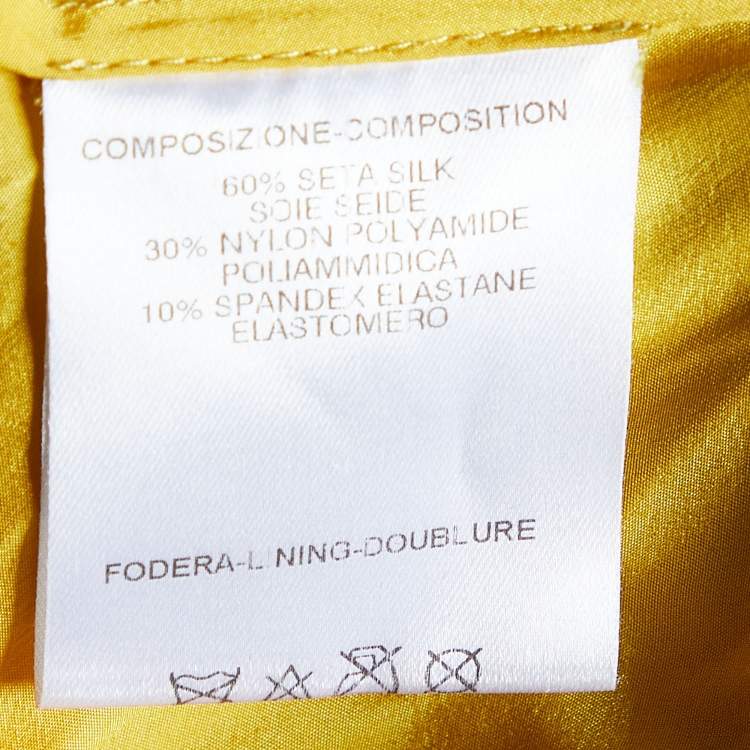 COMPOSIZIONE-COMPOSITION
60% SETA SILK
SOIE SEIDE
30% NYLON POLYAMIDE
POLIAMMIDICA
10% SPANDEX ELASTANE
ELASTOMERO
FODERA-LINING-DOUBLURE